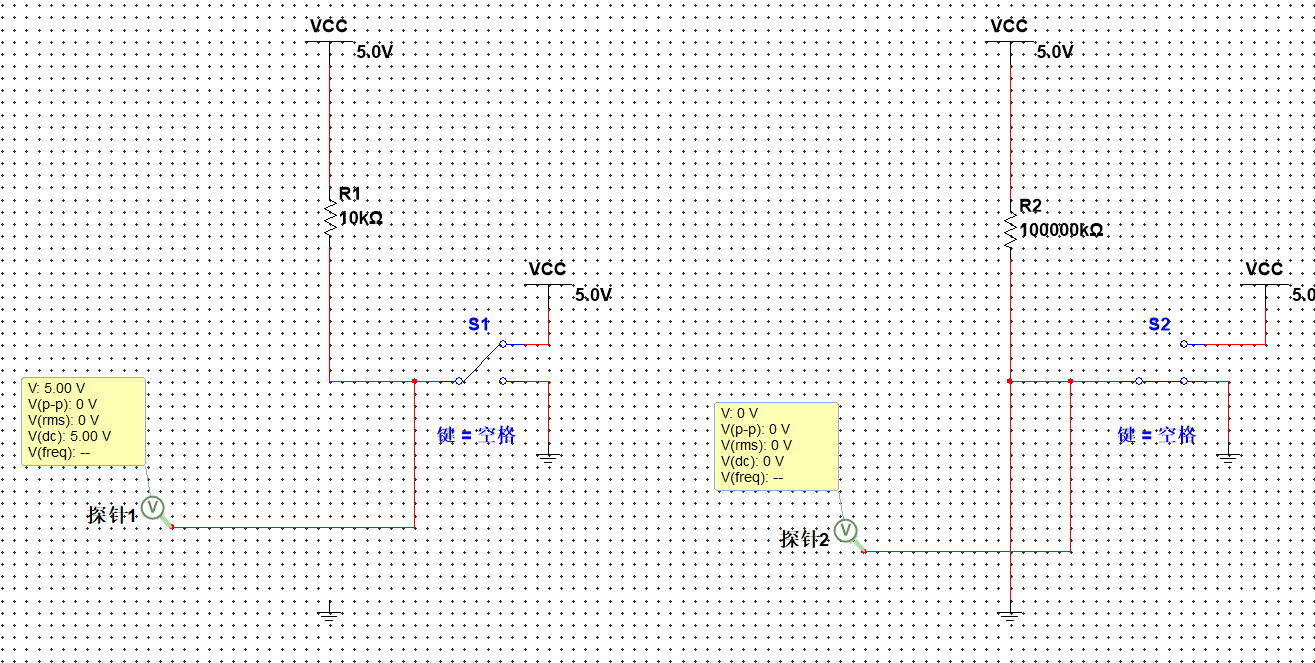 VCC
5.0V
R1
10kΩ
VCC
5.0V
S1
键 = 空格
V: 5.00 V
V(p-p): 0 V
V(rms): 0 V
V(dc): 5.00 V
V(freq): --
探针1
VCC
5.0V
R2
100000kΩ
VCC
5.0
S2
键 = 空格
V: 0 V
V(p-p): 0 V
V(rms): 0 V
V(dc): 0 V
V(freq): --
探针2